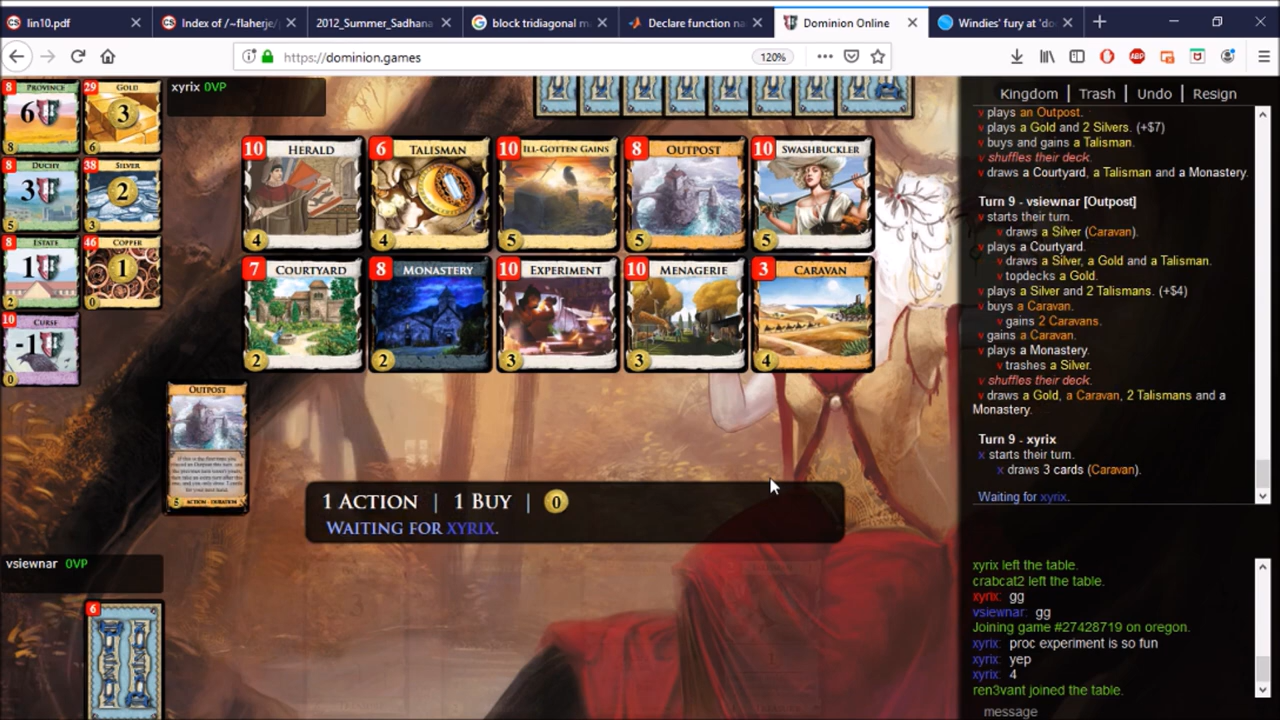 lin10.pdf
Index of /~flaherje/
2012_Summer_Sadhana
block tridiagonal m
Declare function na
Dominion Online
Windies' fury at 'do
https://dominion.games
120%
Kingdom | Trash | Undo | Resign
8 PROVINCE 6 8
29 GOLD 3 6
xyrix 0VP
8 DUCHY 3 5
38 SILVER 2 3
8 ESTATE 1 2
46 COPPER 1 0
10 CURSE -1 0
10 HERALD 4
6 TALISMAN 4
10 ILL-GOTTEN GAINS 5
8 OUTPOST 5
10 SWASHBUCKLER 5
7 COURTYARD 2
8 MONASTERY 2
10 EXPERIMENT 3
10 MENAGERIE 3
3 CARAVAN 4
OUTPOST
5 ACTION - DURATION
1 ACTION | 1 BUY | 0
WAITING FOR XYRIX.
vsiewnar 0VP
6
v plays an Outpost.
v plays a Gold and 2 Silvers. (+$7)
v buys and gains a Talisman.
v shuffles their deck.
v draws a Courtyard, a Talisman and a Monastery.
Turn 9 - vsiewnar [Outpost]
v starts their turn.
v draws a Silver (Caravan).
v plays a Courtyard.
v draws a Silver, a Gold and a Talisman.
v topdecks a Gold.
v plays a Silver and 2 Talismans. (+$4)
v buys a Caravan.
v gains 2 Caravans.
v gains a Caravan.
v plays a Monastery.
v trashes a Silver.
v shuffles their deck.
v draws a Gold, a Caravan, 2 Talismans and a
Monastery.
Turn 9 - xyrix
x starts their turn.
x draws 3 cards (Caravan).
Waiting for xyrix.
xyrix left the table.
crabcat2 left the table.
xyrix: gg
vsiewnar: gg
Joining game #27428719 on oregon.
xyrix: proc experiment is so fun
xyrix: yep
xyrix: 4
ren3vant joined the table.
message